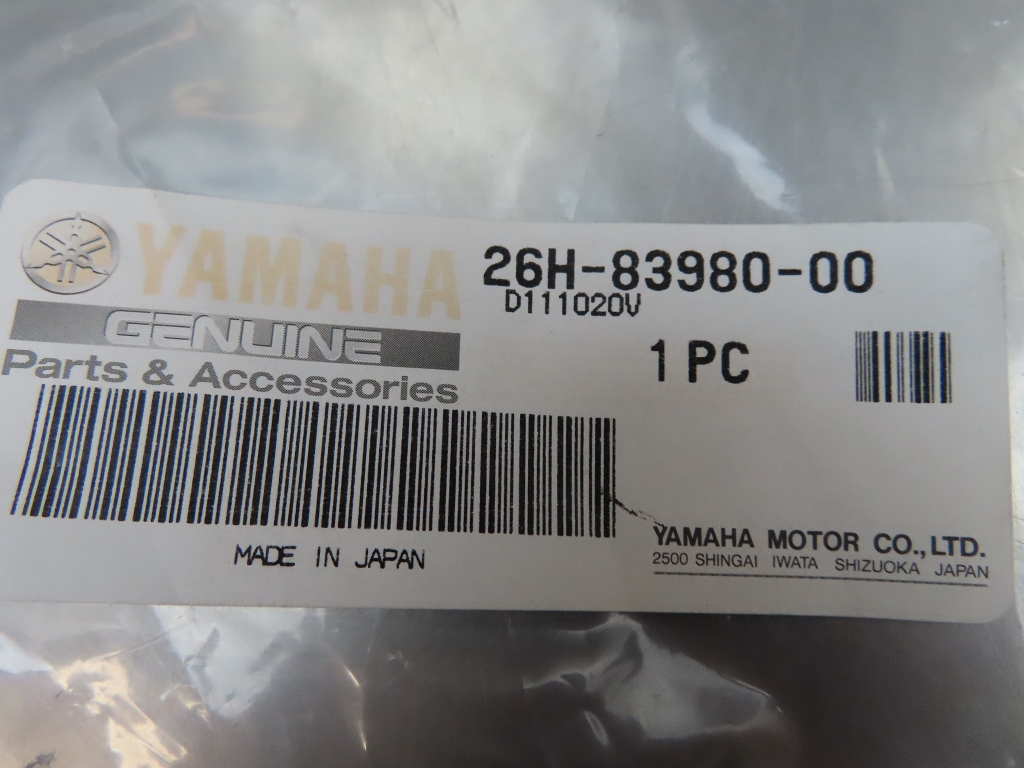 YAMAHA
GENUINE
Parts & Accessories
26H-83980-00
D111020V
1 PC
MADE IN JAPAN
YAMAHA MOTOR CO., LTD.
2500 SHINGAI IWATA SHIZUOKA JAPAN